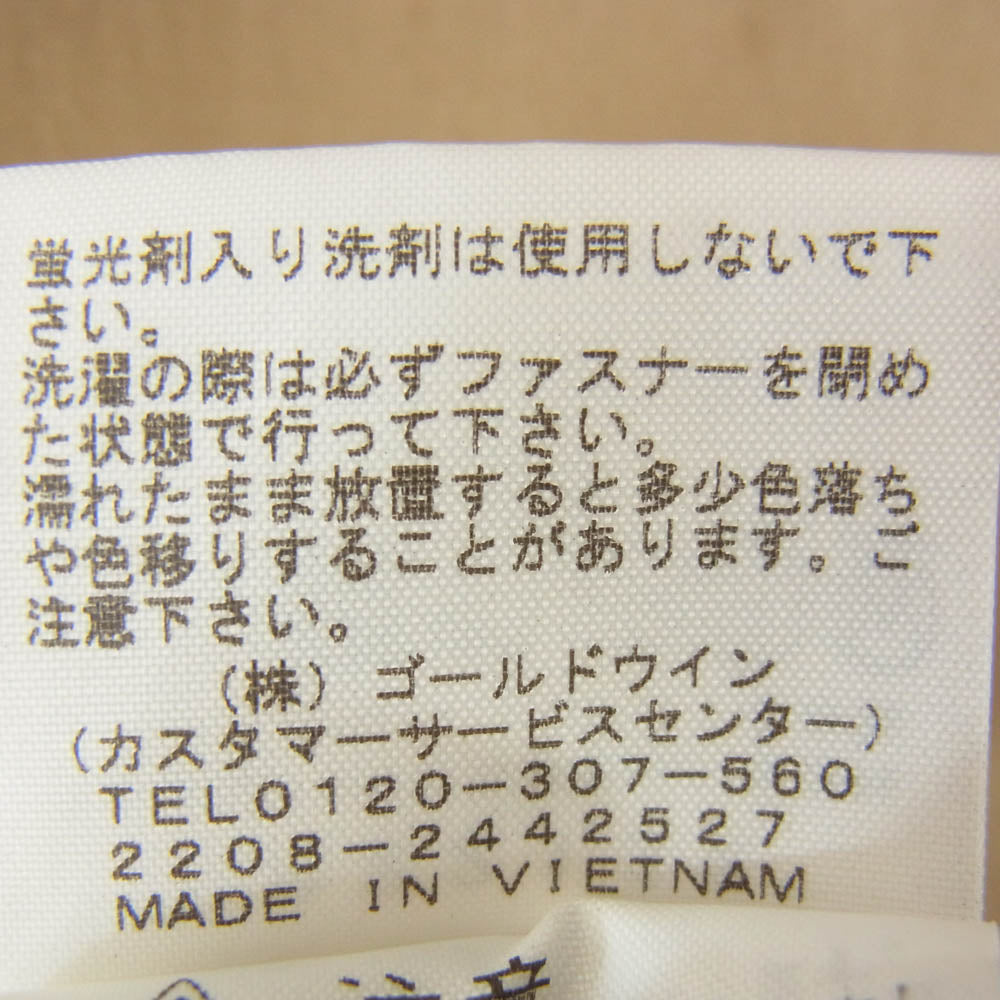 蛍光剤入り洗剤は使用しないで下
さい。
洗濯の際は必ずファスナーを閉め
た状態で行って下さい。
濡れたまま放置すると多少色落ち
や色移りすることがあります。ご
注意下さい。
(株) ゴールドウイン
(カスタマーサービスセンター)
TEL0120-307-560
2208-2442527
MADE IN VIETNAM
注意